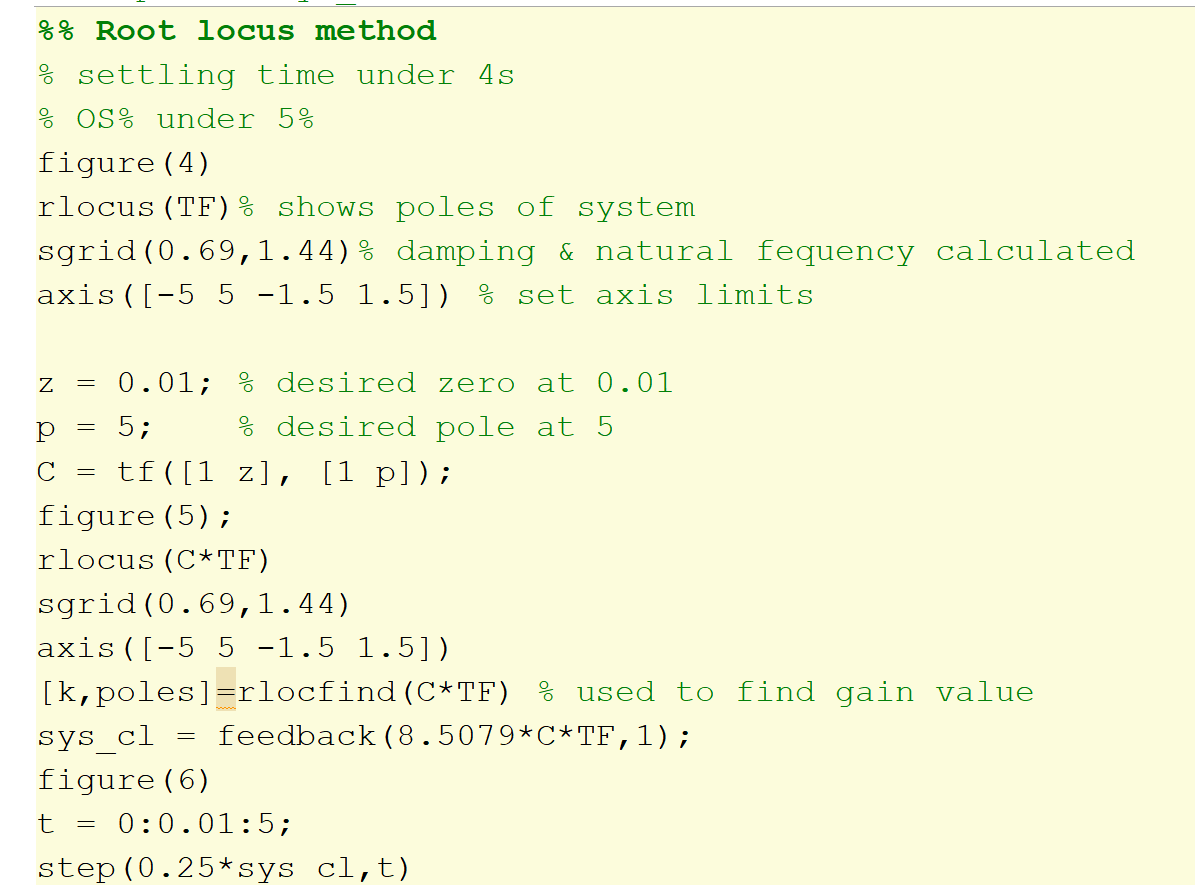 %% Root locus method
% settling time under 4s
% OS% under 5%
figure(4)
rlocus(TF)% shows poles of system
sgrid(0.69,1.44)% damping & natural fequency calculated
axis([-5 5 -1.5 1.5]) % set axis limits
z = 0.01; % desired zero at 0.01
p = 5;    % desired pole at 5
C = tf([1 z], [1 p]);
figure(5);
rlocus(C*TF)
sgrid(0.69,1.44)
axis([-5 5 -1.5 1.5])
[k,poles]=rlocfind(C*TF) % used to find gain value
sys_cl = feedback(8.5079*C*TF,1);
figure(6)
t = 0:0.01:5;
step(0.25*sys cl,t)